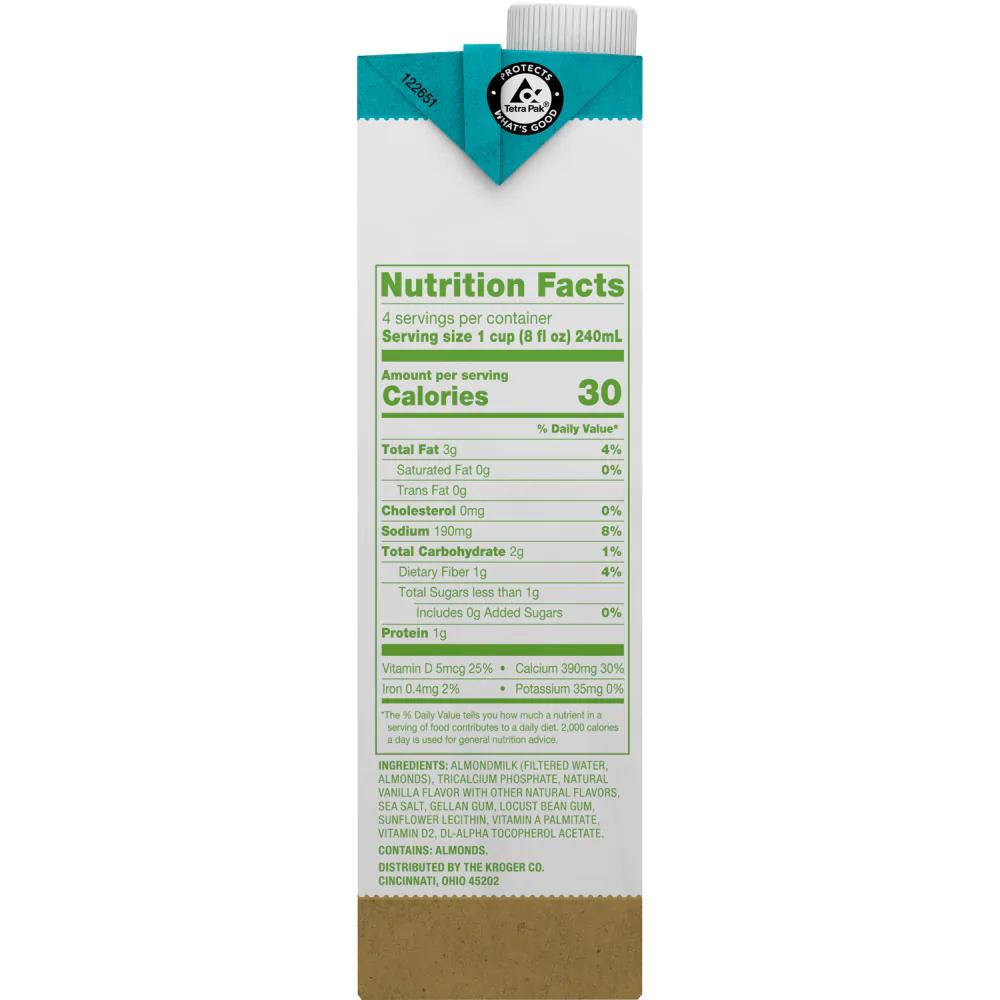 122651
PROTECTS
Tetra Pak®
WHAT'S GOOD
Nutrition Facts
4 servings per container
Serving size 1 cup (8 fl oz) 240mL
Amount per serving
Calories 30
% Daily Value*
Total Fat 3g 4%
Saturated Fat 0g 0%
Trans Fat 0g
Cholesterol 0mg 0%
Sodium 190mg 8%
Total Carbohydrate 2g 1%
Dietary Fiber 1g 4%
Total Sugars less than 1g
Includes 0g Added Sugars 0%
Protein 1g
Vitamin D 5mcg 25% • Calcium 390mg 30%
Iron 0.4mg 2% • Potassium 35mg 0%
*The % Daily Value tells you how much a nutrient in a
serving of food contributes to a daily diet. 2,000 calories
a day is used for general nutrition advice.
INGREDIENTS: ALMONDMILK (FILTERED WATER,
ALMONDS), TRICALCIUM PHOSPHATE, NATURAL
VANILLA FLAVOR WITH OTHER NATURAL FLAVORS,
SEA SALT, GELLAN GUM, LOCUST BEAN GUM,
SUNFLOWER LECITHIN, VITAMIN A PALMITATE,
VITAMIN D2, DL-ALPHA TOCOPHEROL ACETATE.
CONTAINS: ALMONDS.
DISTRIBUTED BY THE KROGER CO.
CINCINNATI, OHIO 45202